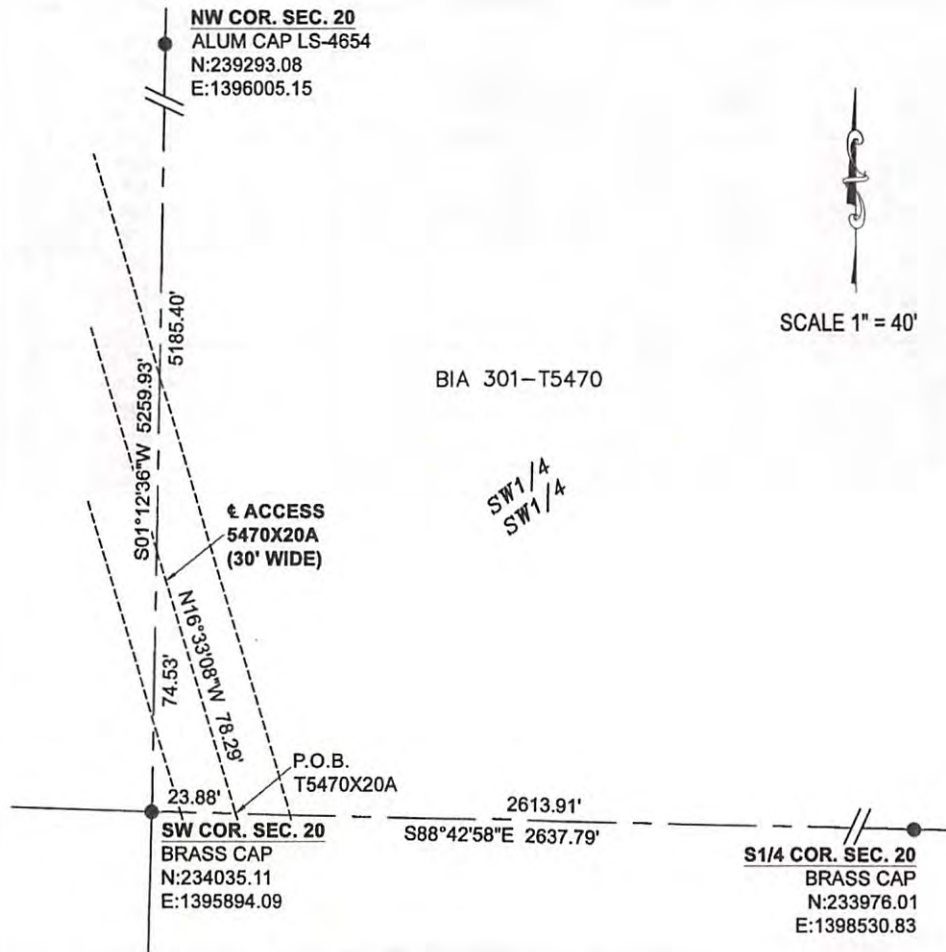 NW COR. SEC. 20
ALUM CAP LS-4654
N:239293.08
E:1396005.15
SCALE 1" = 40'
5185.40'
S01°12'36"W 5259.93'
BIA 301-T5470
SW1/4
SW1/4
℄ ACCESS
5470X20A
(30' WIDE)
N16°33'08"W 78.29'
74.53'
P.O.B.
T5470X20A
23.88'
2613.91'
S88°42'58"E 2637.79'
SW COR. SEC. 20
BRASS CAP
N:234035.11
E:1395894.09
S1/4 COR. SEC. 20
BRASS CAP
N:233976.01
E:1398530.83